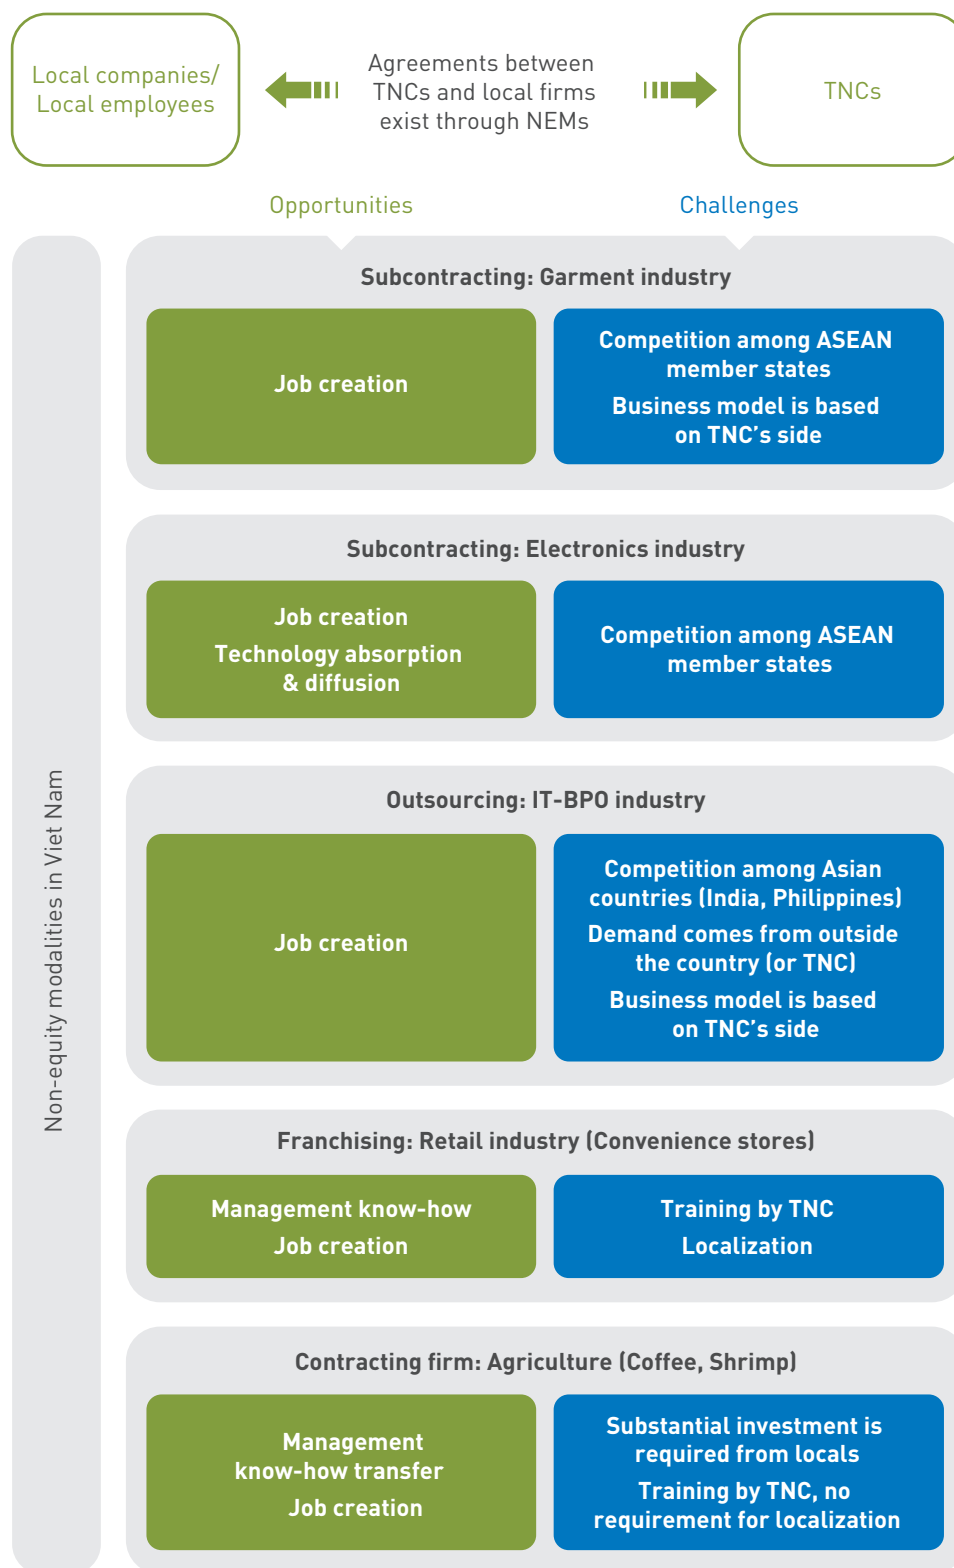 Local companies/
Local employees
Agreements between
TNCs and local firms
exist through NEMs
TNCs
Opportunities
Challenges
Non-equity modalities in Viet Nam
Subcontracting: Garment industry
Job creation
Competition among ASEAN
member states
Business model is based
on TNC’s side
Subcontracting: Electronics industry
Job creation
Technology absorption
& diffusion
Competition among ASEAN
member states
Outsourcing: IT-BPO industry
Job creation
Competition among Asian
countries (India, Philippines)
Demand comes from outside
the country (or TNC)
Business model is based
on TNC’s side
Franchising: Retail industry (Convenience stores)
Management know-how
Job creation
Training by TNC
Localization
Contracting firm: Agriculture (Coffee, Shrimp)
Management
know-how transfer
Job creation
Substantial investment is
required from locals
Training by TNC, no
requirement for localization